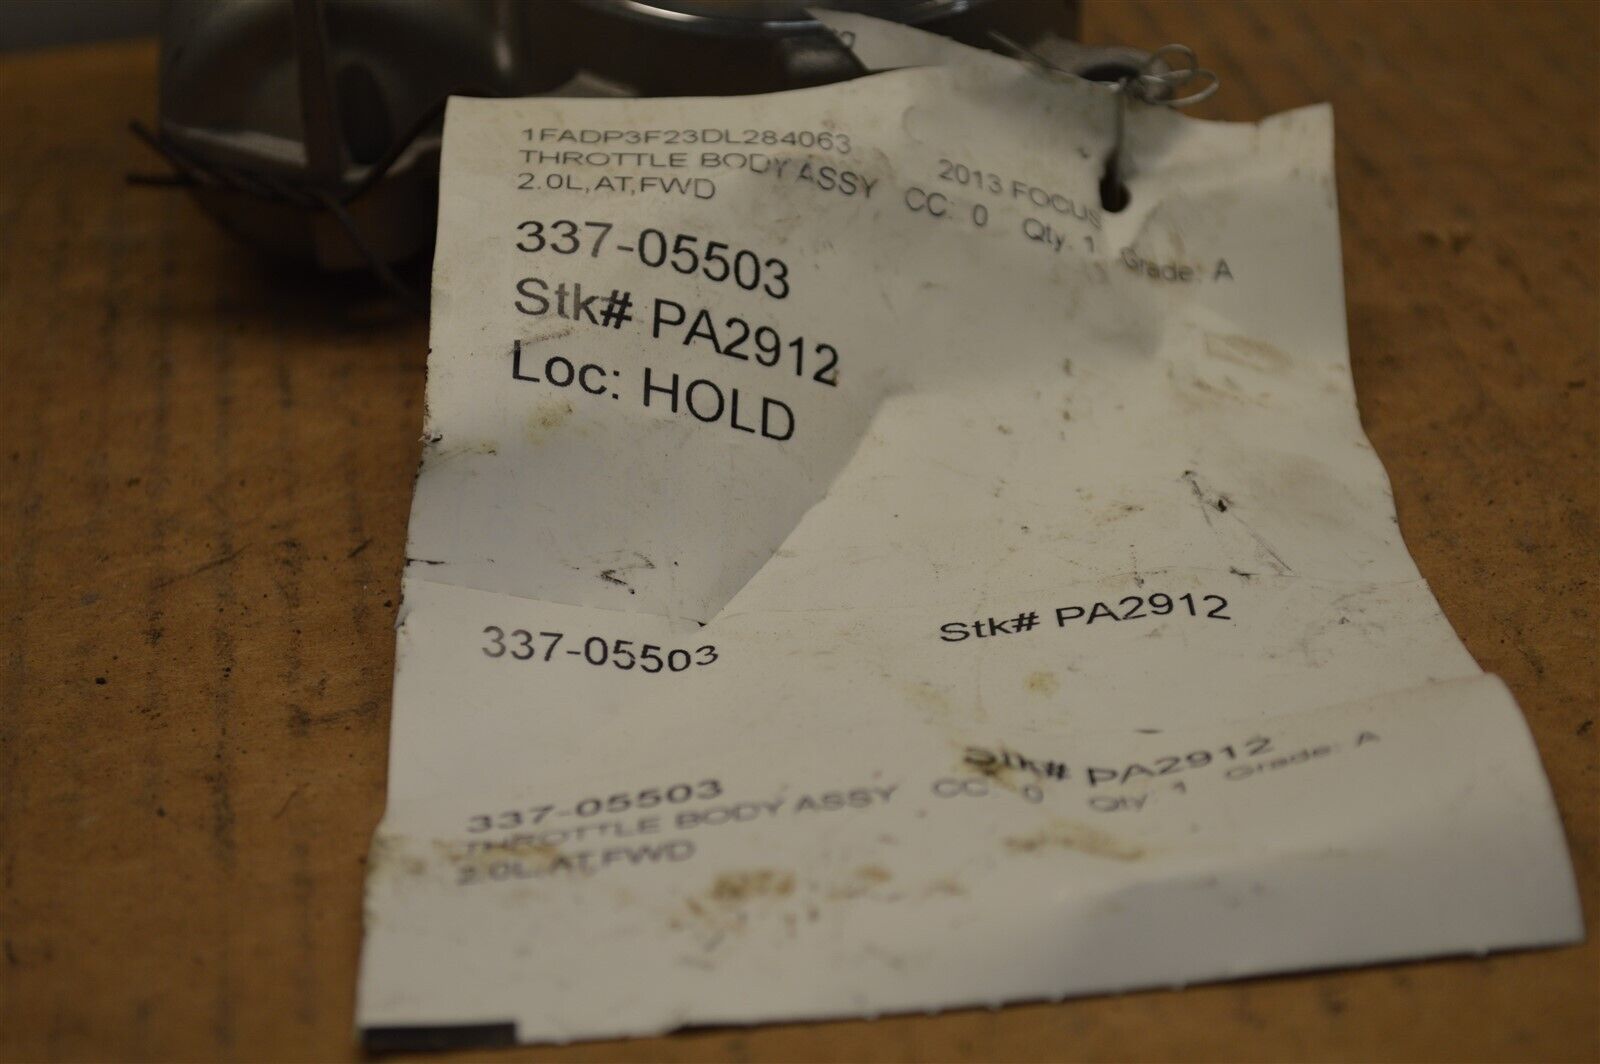 1FADP3F23DL284063 2013 FOCUS
THROTTLE BODY ASSY CC: 0 Qty. 1 Grade: A
2.0L,AT,FWD
337-05503
Stk# PA2912
Loc: HOLD
337-05503 Stk# PA2912
337-05503 Stk# PA2912
THROTTLE BODY ASSY CC: 0 Qty: 1 Grade: A
2.0L,AT,FWD